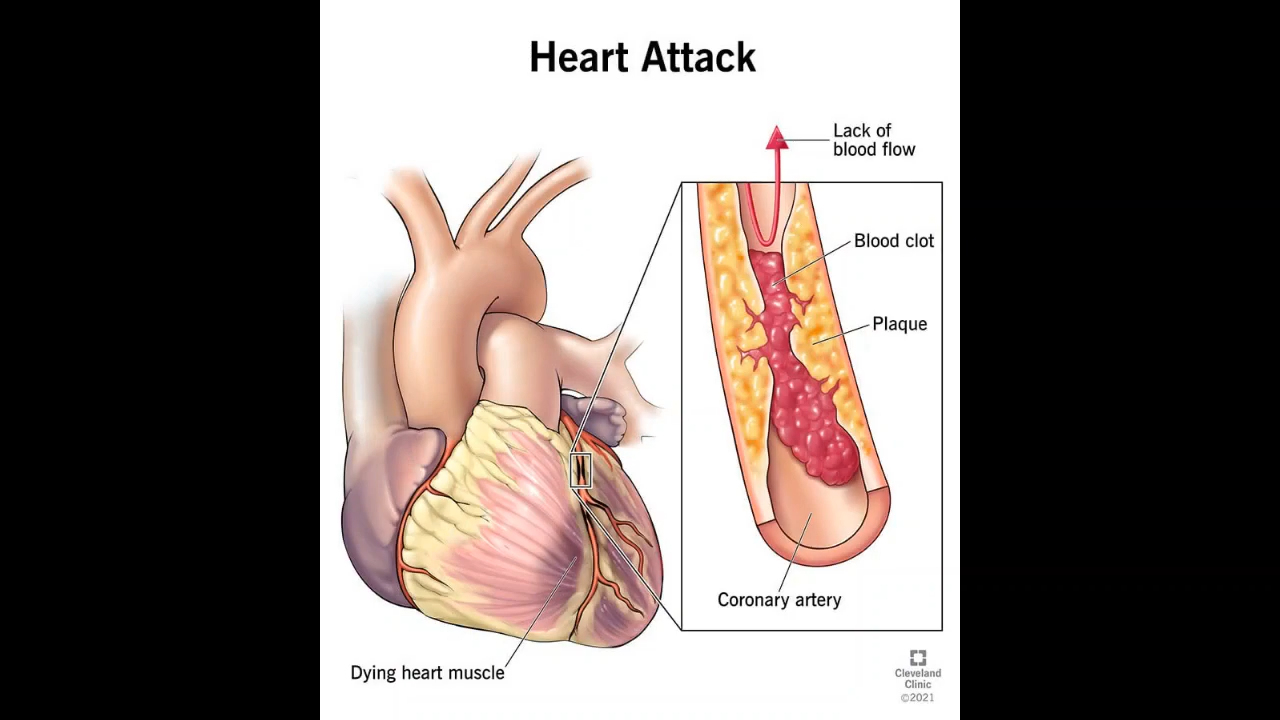 Heart Attack
Lack of
blood flow
Blood clot
Plaque
Coronary artery
Dying heart muscle
Cleveland
Clinic
©2021